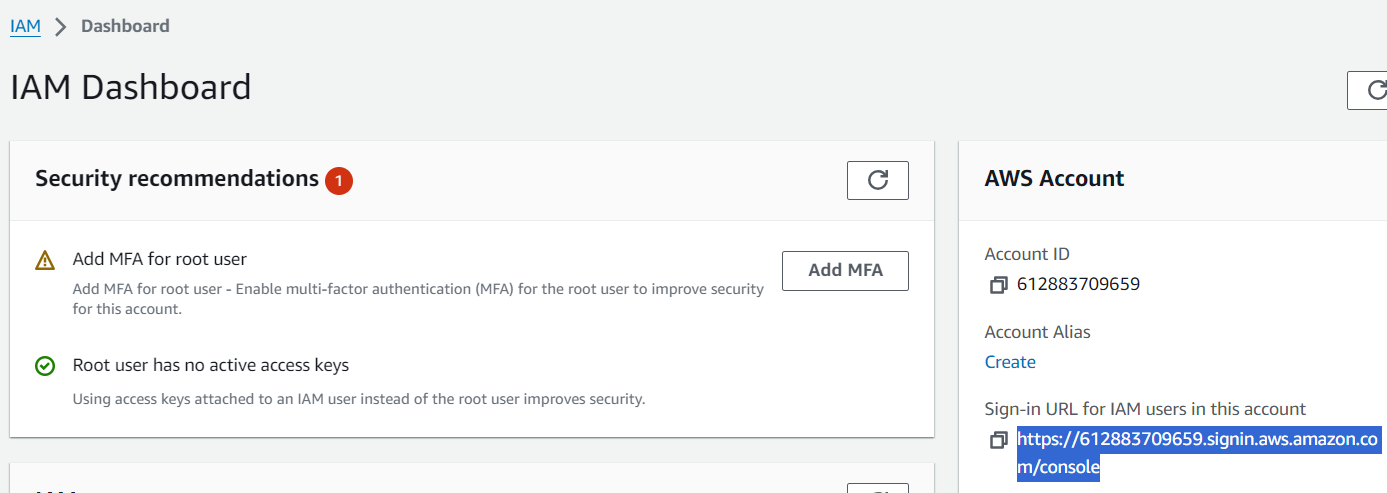 IAM > Dashboard
IAM Dashboard
Security recommendations 1
Add MFA for root user
Add MFA
Add MFA for root user - Enable multi-factor authentication (MFA) for the root user to improve security
for this account.
Root user has no active access keys
Using access keys attached to an IAM user instead of the root user improves security.
AWS Account
Account ID
612883709659
Account Alias
Create
Sign-in URL for IAM users in this account
https://612883709659.signin.aws.amazon.co
m/console